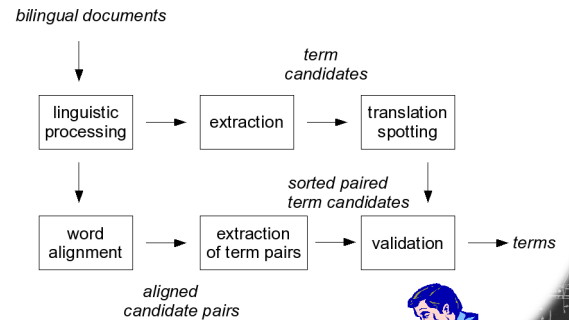 bilingual documents
term
candidates
linguistic
processing
extraction
translation
spotting
sorted paired
term candidates
word
alignment
extraction
of term pairs
validation
terms
aligned
candidate pairs